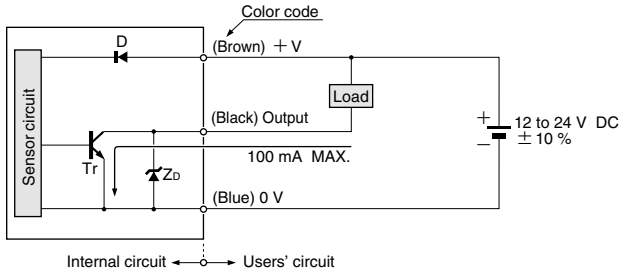 Color code
D
(Brown) +V
Sensor circuit
Load
(Black) Output
+
12 to 24 V DC
± 10 %
−
Tr
100 mA MAX.
ZD
(Blue) 0 V
Internal circuit
Users' circuit